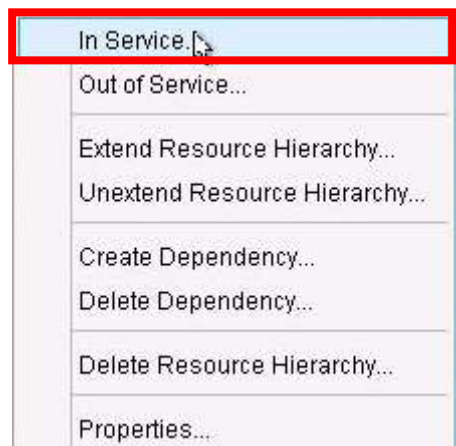 In Service.
Out of Service...
Extend Resource Hierarchy...
Unextend Resource Hierarchy...
Create Dependency...
Delete Dependency...
Delete Resource Hierarchy...
Properties...